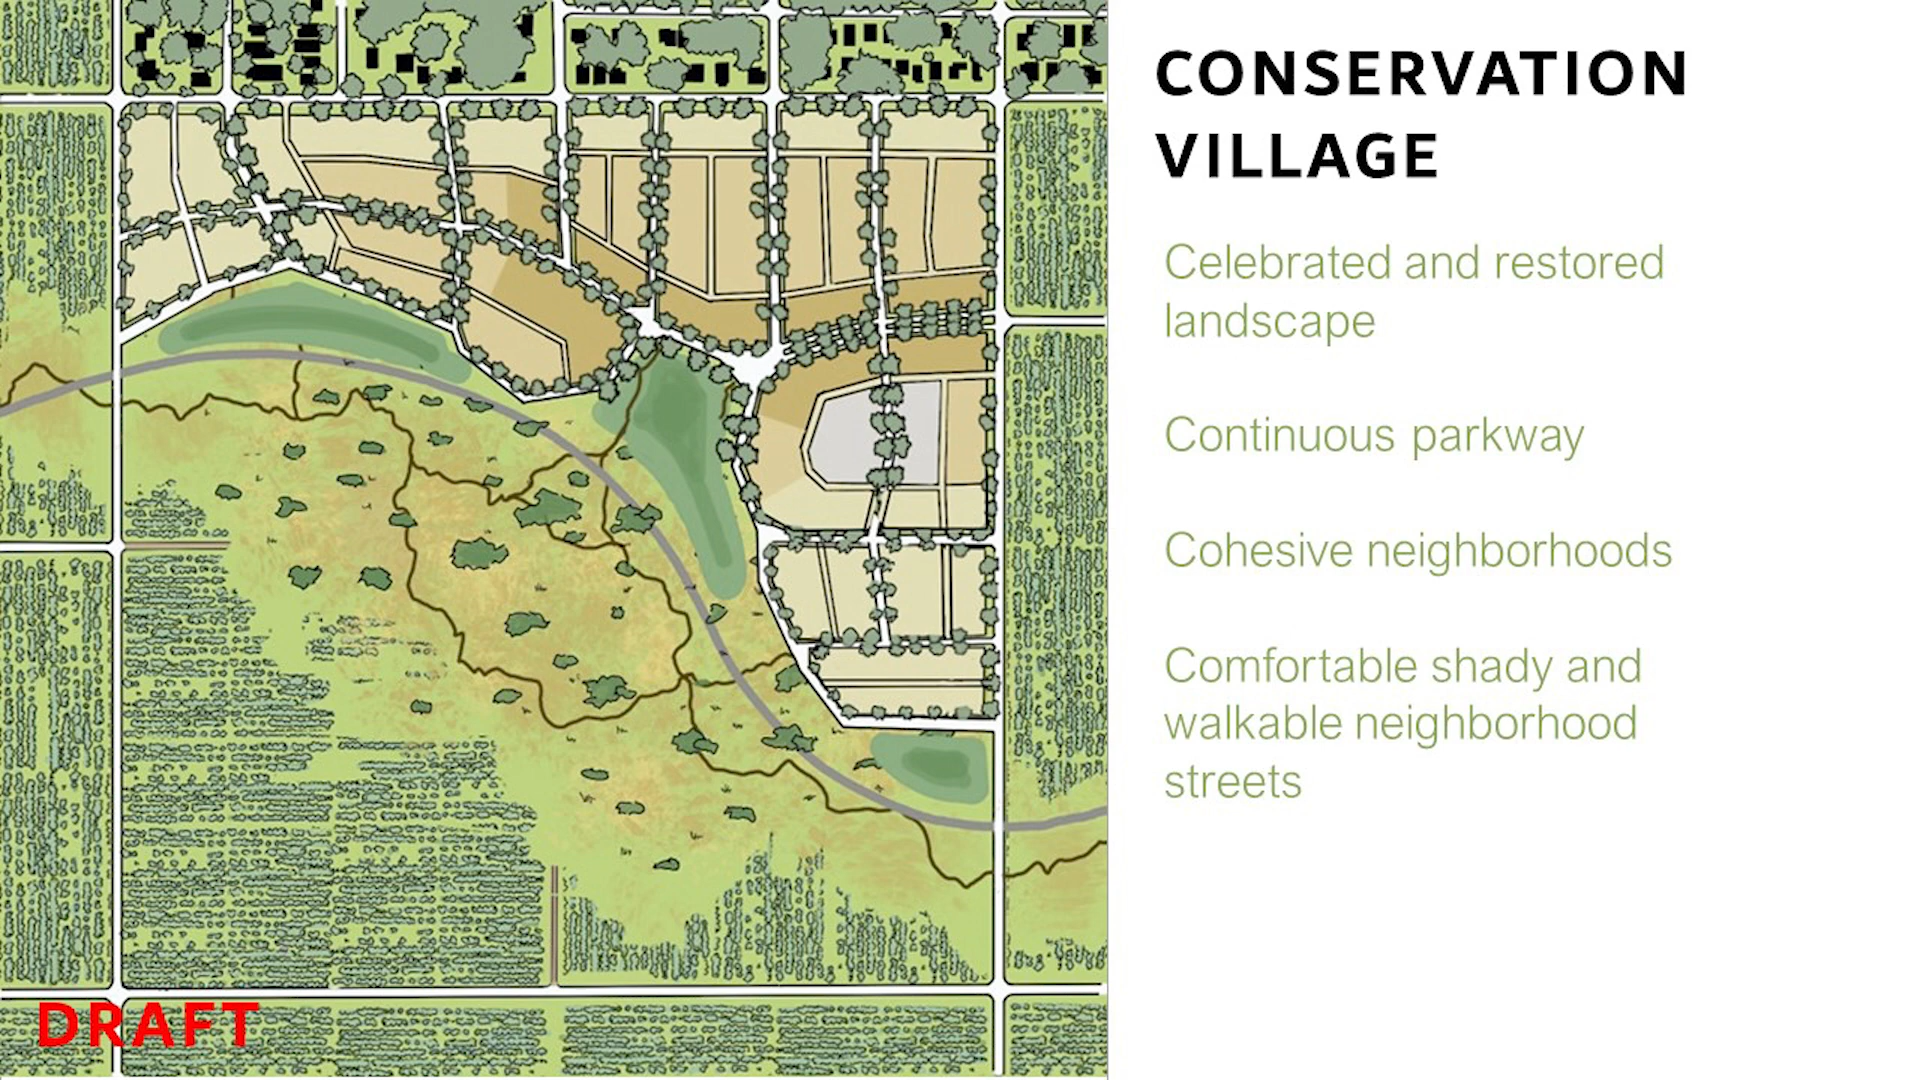 CONSERVATION
VILLAGE
Celebrated and restored
landscape
Continuous parkway
Cohesive neighborhoods
Comfortable shady and
walkable neighborhood
streets
DRAFT